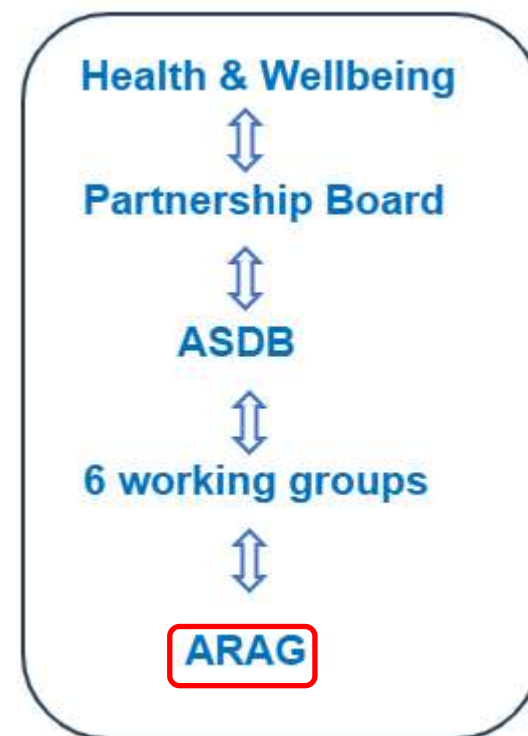 Health & Wellbeing
Partnership Board
ASDB
6 working groups
ARAG